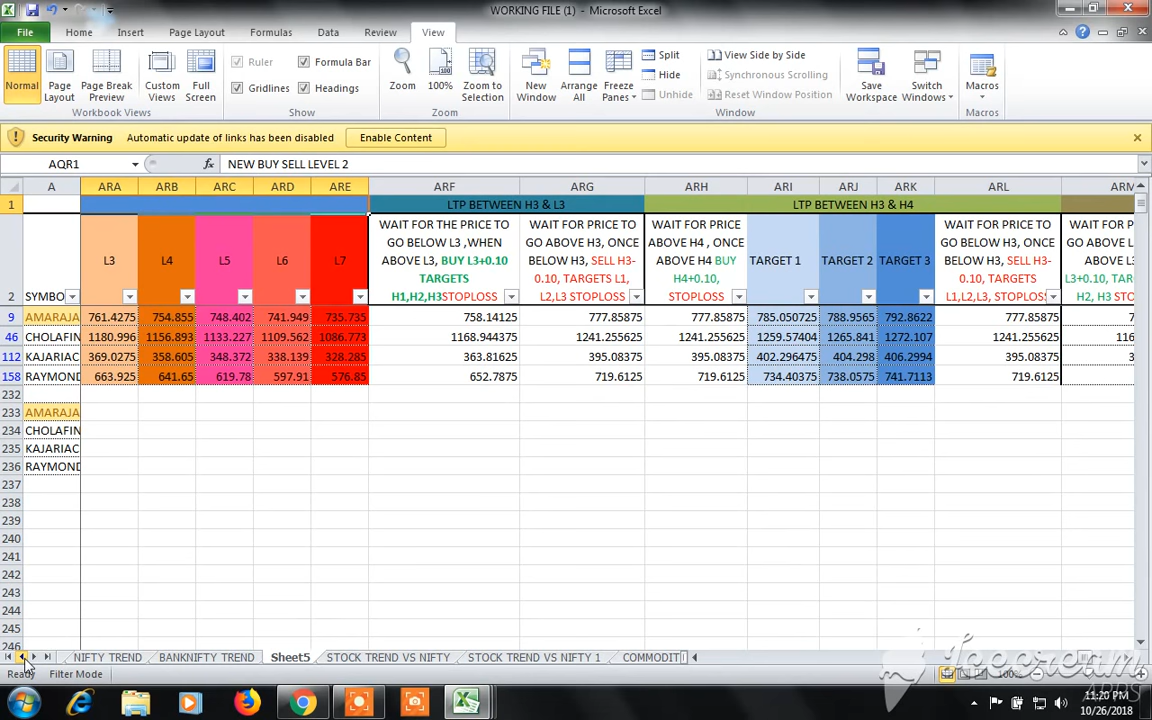 WORKING FILE (1) - Microsoft Excel
File Home Insert Page Layout Formulas Data Review View
Normal Page Layout Page Break Preview Custom Views Full Screen
Workbook Views
Ruler Formula Bar
Gridlines Headings
Show
Zoom 100% Zoom to Selection
Zoom
New Window Arrange All Freeze Panes
Split
Hide
Unhide
View Side by Side
Synchronous Scrolling
Reset Window Position
Window
Save Workspace Switch Windows
Macros
Macros
Security Warning Automatic update of links has been disabled Enable Content
AQR1 fx NEW BUY SELL LEVEL 2
A ARA ARB ARC ARD ARE ARF ARG ARH ARI ARJ ARK ARL ARM
1 LTP BETWEEN H3 & L3 LTP BETWEEN H3 & H4
2 SYMBO L3 L4 L5 L6 L7
WAIT FOR THE PRICE TO GO BELOW L3 ,WHEN ABOVE L3, BUY L3+0.10 TARGETS H1,H2,H3STOPLOSS
WAIT FOR PRICE TO GO ABOVE H3, ONCE BELOW H3, SELL H3-0.10, TARGETS L1, L2,L3 STOPLOSS
WAIT FOR PRICE ABOVE H4 , ONCE ABOVE H4 BUY H4+0.10, STOPLOSS
TARGET 1 TARGET 2 TARGET 3
WAIT FOR PRICE TO GO ABOVE H3, ONCE BELOW H3, SELL H3-0.10, TARGETS L1,L2,L3, STOPLOSS
WAIT FO GO ABOVE L L3+0.10, TAR H2, H3 STOP
9 AMARAJA 761.4275 754.855 748.402 741.949 735.735 758.14125 777.85875 777.85875 785.050725 788.9565 792.8622 777.85875 7
46 CHOLAFIN 1180.996 1156.893 1133.227 1109.562 1086.773 1168.944375 1241.255625 1241.255625 1259.57404 1265.841 1272.107 1241.255625 116
112 KAJARIAC 369.0275 358.605 348.372 338.139 328.285 363.81625 395.08375 395.08375 402.296475 404.298 406.2994 395.08375 3
158 RAYMOND 663.925 641.65 619.78 597.91 576.85 652.7875 719.6125 719.6125 734.40375 738.0575 741.7113 719.6125
232
233 AMARAJA
234 CHOLAFIN
235 KAJARIAC
236 RAYMOND
237
238
239
240
241
242
243
244
245
246
NIFTY TREND BANKNIFTY TREND Sheet5 STOCK TREND VS NIFTY STOCK TREND VS NIFTY 1 COMMODIT
Ready Filter Mode 100%
Icecream
APPS
11:20 PM
10/26/2018